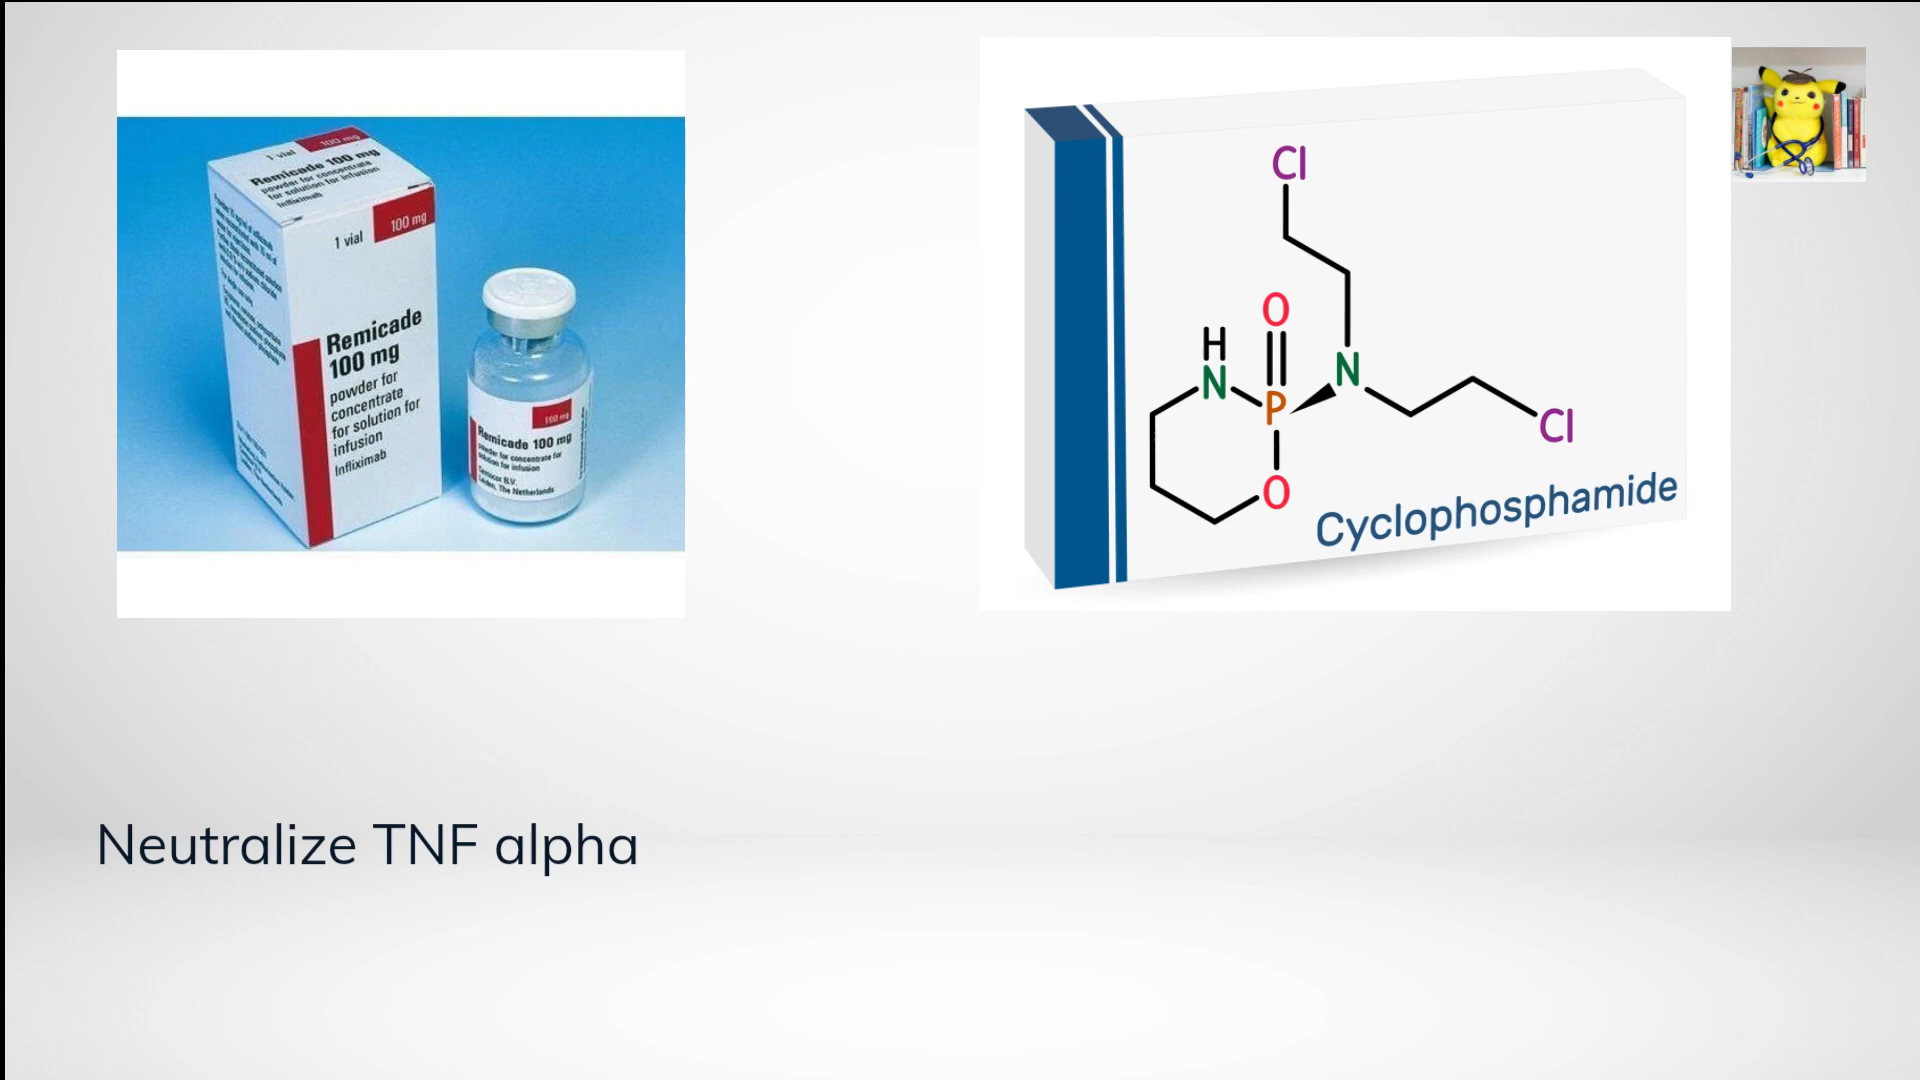 1 vial
100 mg
Remicade 100 mg
powder for concentrate
for solution for infusion
Infliximab
1 vial
100 mg
Remicade
100 mg
powder for
concentrate
for solution for
infusion
Infliximab
100 mg
Remicade 100 mg
powder for concentrate for
solution for infusion
Centocor B.V.
Leiden, The Netherlands
Cl
O
H
N
P
N
Cl
O
Cyclophosphamide
Neutralize TNF alpha